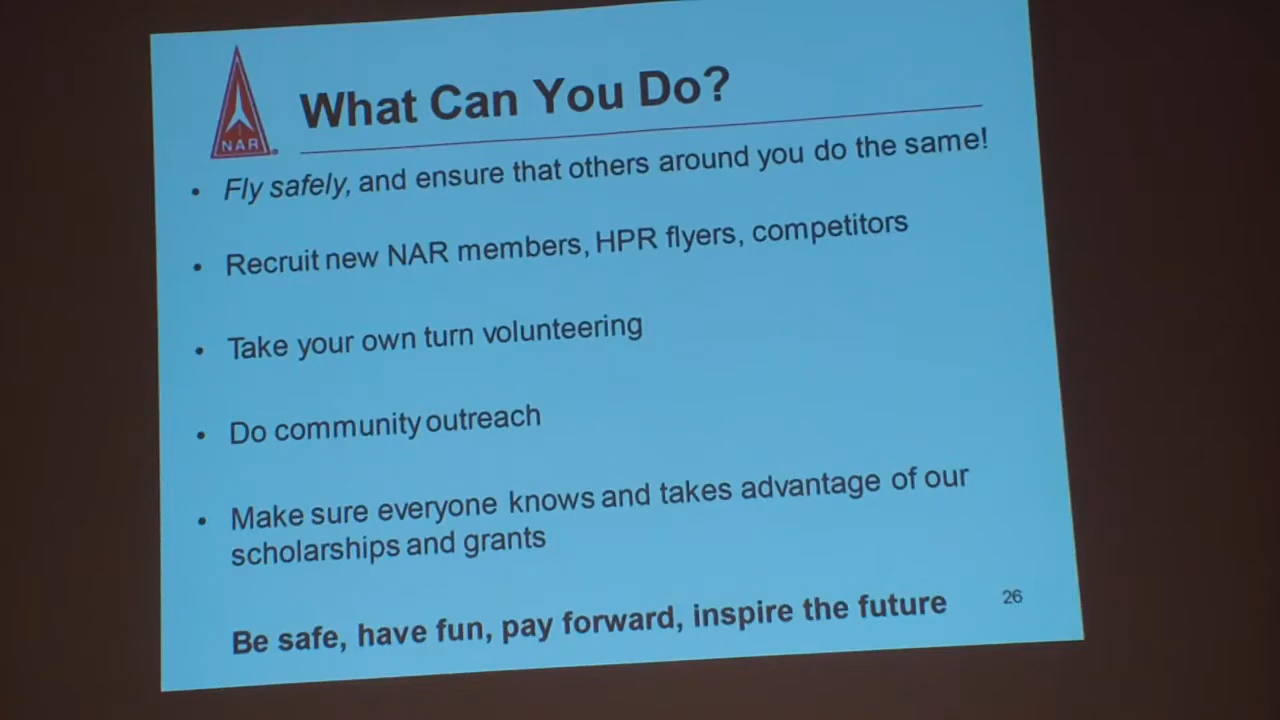 NAR
What Can You Do?
• Fly safely, and ensure that others around you do the same!
• Recruit new NAR members, HPR flyers, competitors
• Take your own turn volunteering
• Do community outreach
• Make sure everyone knows and takes advantage of our
scholarships and grants
Be safe, have fun, pay forward, inspire the future
26